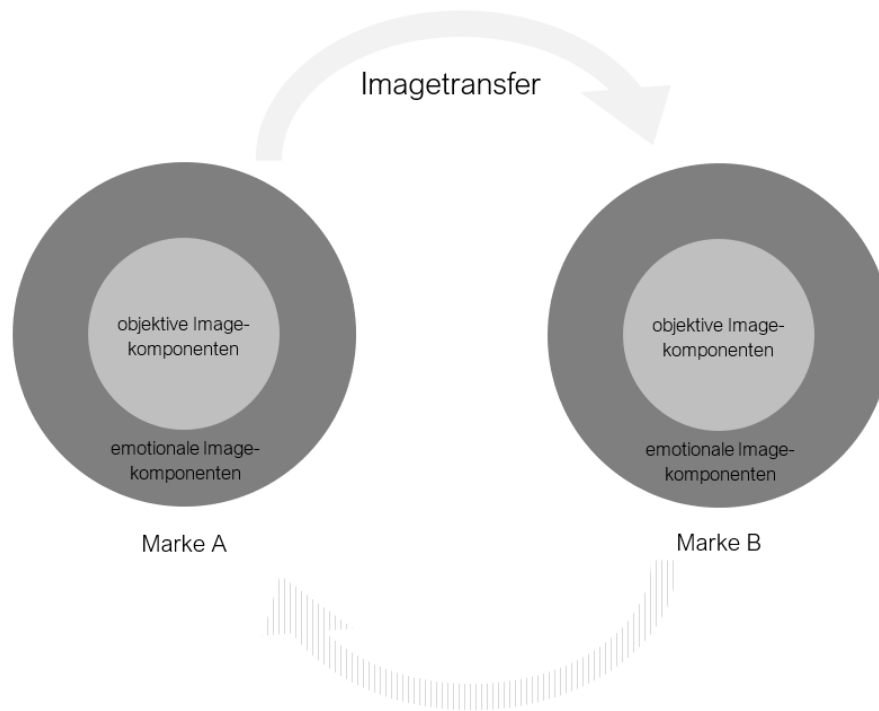 Imagetransfer
objektive Image-
komponenten
emotionale Image-
komponenten
Marke A
objektive Image-
komponenten
emotionale Image-
komponenten
Marke B